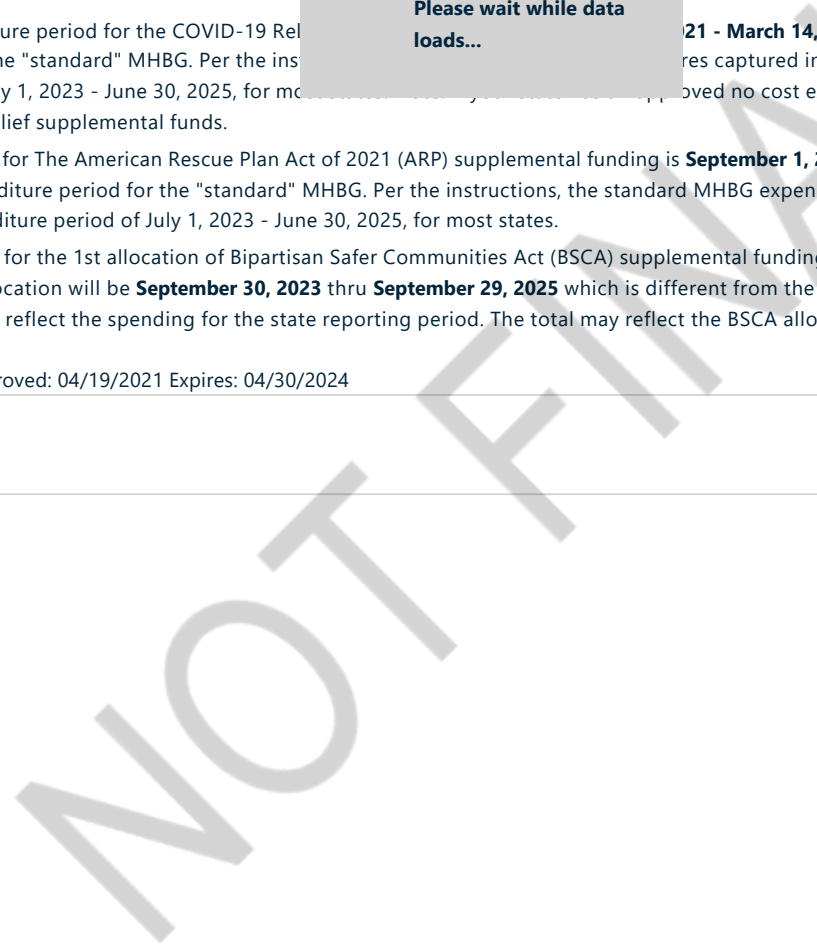 Please wait while data
loads...
ure period for the COVID-19 Rel 21 - March 14,
he "standard" MHBG. Per the ins res captured in
y 1, 2023 - June 30, 2025, for mo oved no cost e
lief supplemental funds.
for The American Rescue Plan Act of 2021 (ARP) supplemental funding is September 1, 2
diture period for the "standard" MHBG. Per the instructions, the standard MHBG expen
diture period of July 1, 2023 - June 30, 2025, for most states.
for the 1st allocation of Bipartisan Safer Communities Act (BSCA) supplemental funding
ocation will be September 30, 2023 thru September 29, 2025 which is different from the
reflect the spending for the state reporting period. The total may reflect the BSCA allo
roved: 04/19/2021 Expires: 04/30/2024
NOT FINA